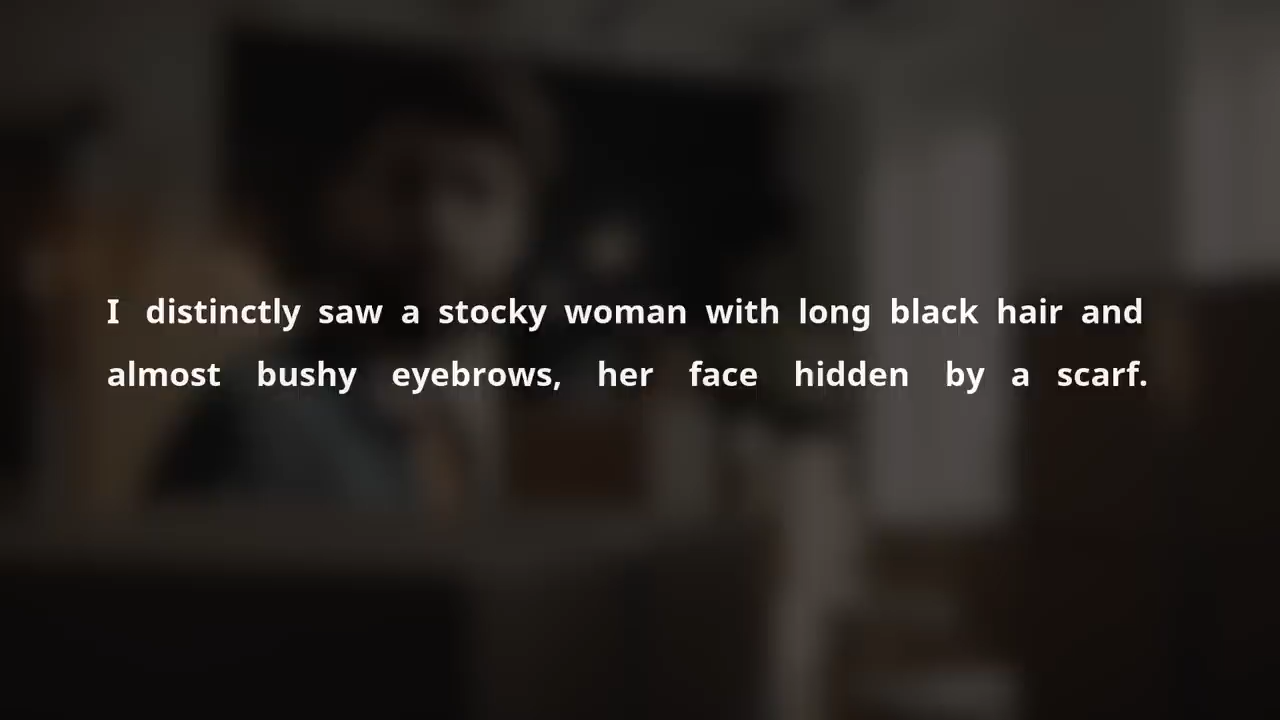 I distinctly saw a stocky woman with long black hair and
almost bushy eyebrows, her face hidden by a scarf.